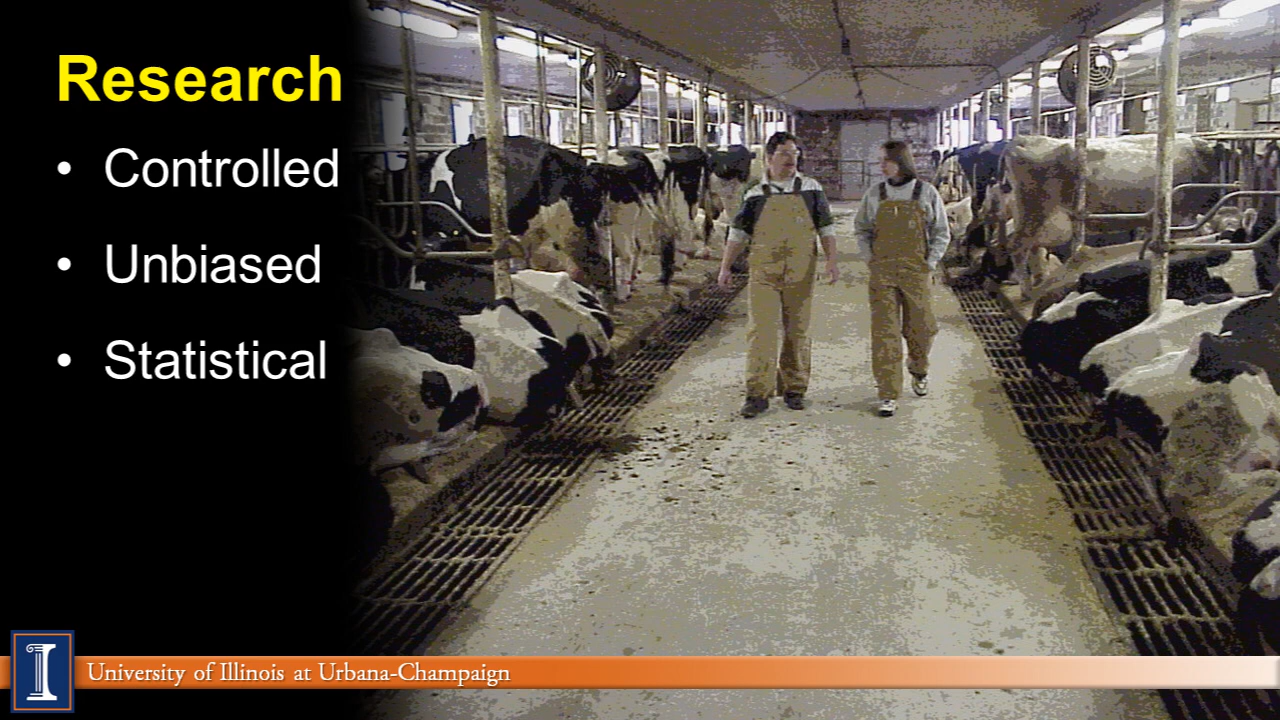 Research
• Controlled
• Unbiased
• Statistical
I
University of Illinois at Urbana-Champaign